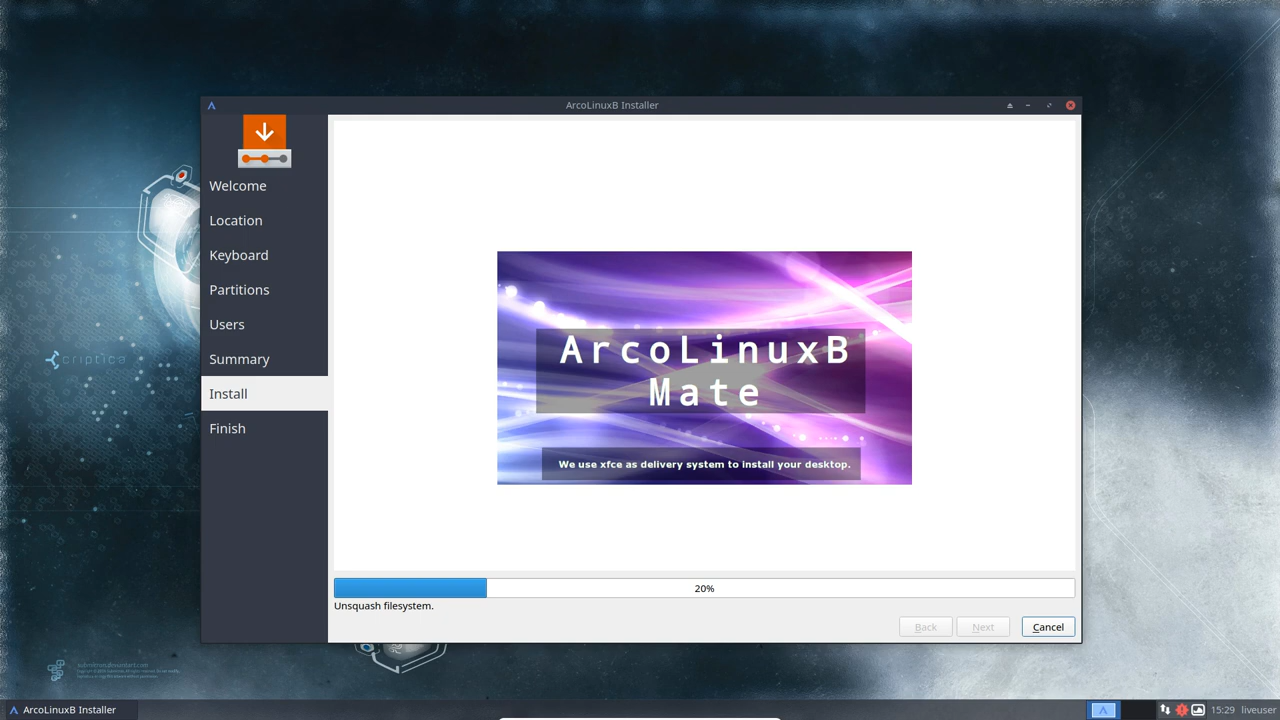 ArcoLinuxB Installer
Welcome
Location
Keyboard
Partitions
Users
Summary
Install
Finish
ArcoLinuxB
Mate
We use xfce as delivery system to install your desktop.
20%
Unsquash filesystem.
Back
Next
Cancel
criptica
ArcoLinuxB Installer
15:29
liveuser